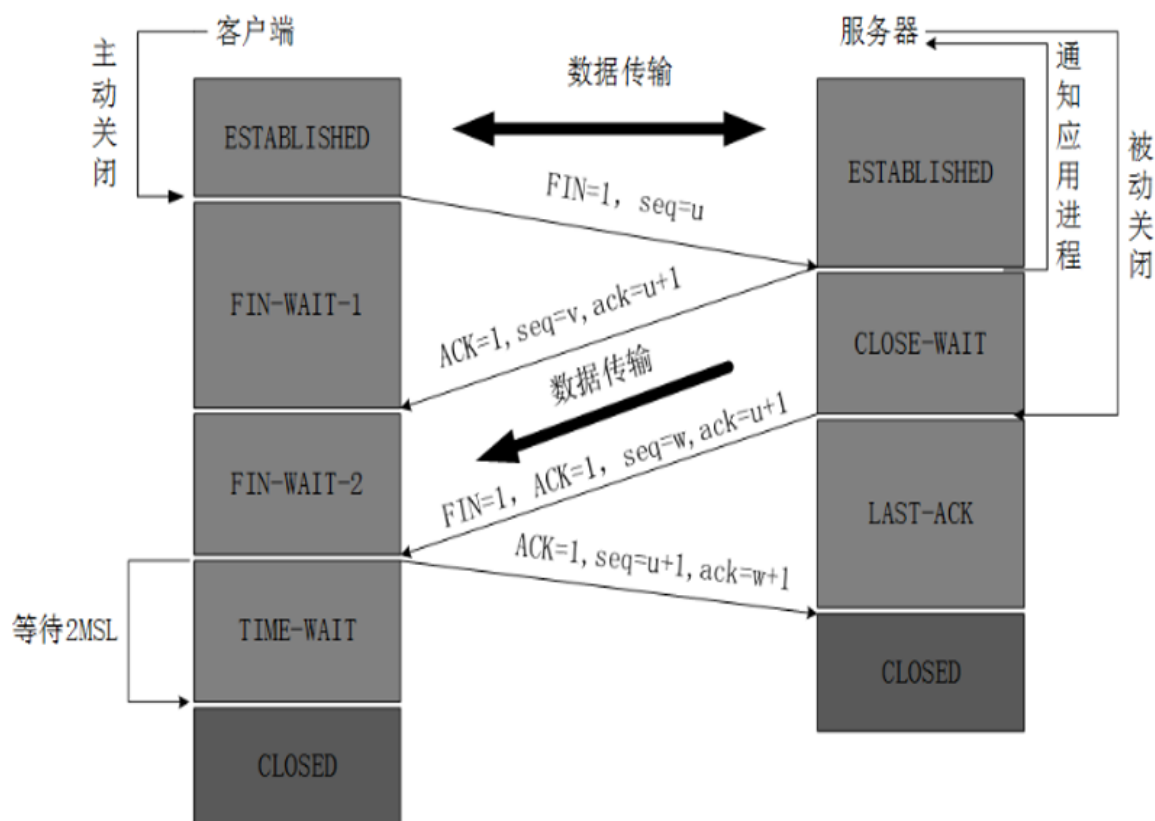 客户端
服务器
主动关闭
数据传输
通知应用进程
被动关闭
ESTABLISHED
ESTABLISHED
FIN=1, seq=u
FIN-WAIT-1
ACK=1,seq=v,ack=u+1
CLOSE-WAIT
数据传输
FIN-WAIT-2
FIN=1, ACK=1, seq=w,ack=u+1
LAST-ACK
ACK=1,seq=u+1,ack=w+1
等待2MSL
TIME-WAIT
CLOSED
CLOSED